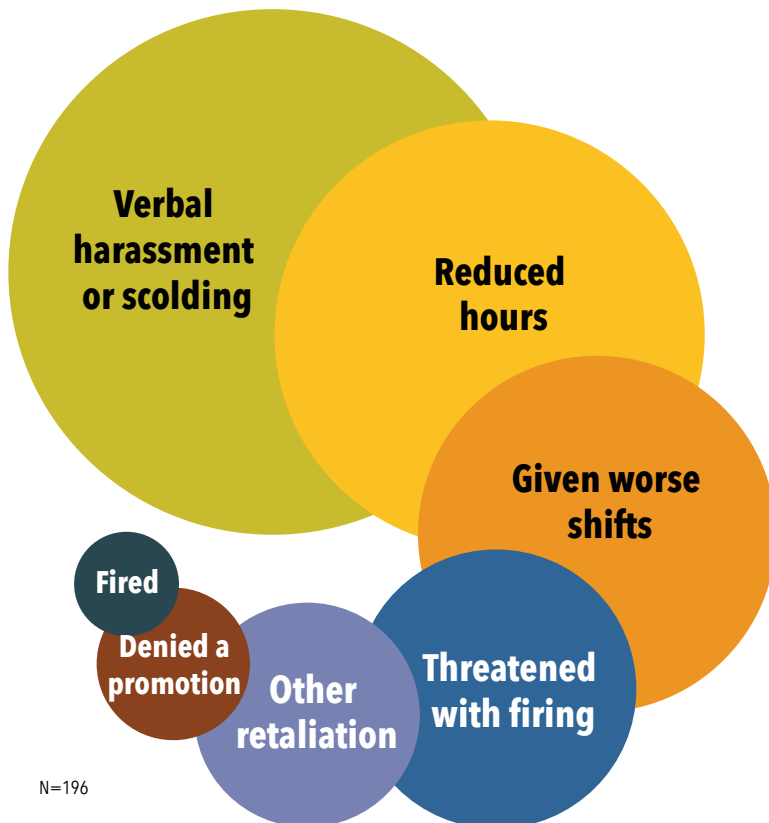 Verbal
harassment
or scolding
Reduced
hours
Given worse
shifts
Threatened
with firing
Other
retaliation
Denied a
promotion
Fired
N=196